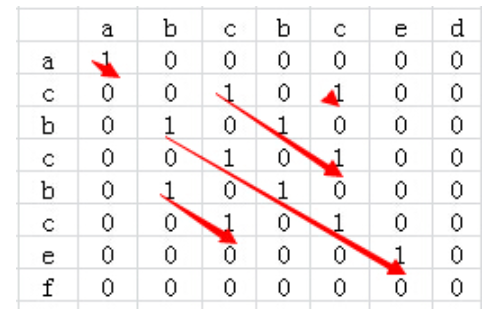 a b c b c e d
a 1 0 0 0 0 0 0
c 0 0 1 0 1 0 0
b 0 1 0 1 0 0 0
c 0 0 1 0 1 0 0
b 0 1 0 1 0 0 0
c 0 0 1 0 1 0 0
e 0 0 0 0 0 1 0
f 0 0 0 0 0 0 0